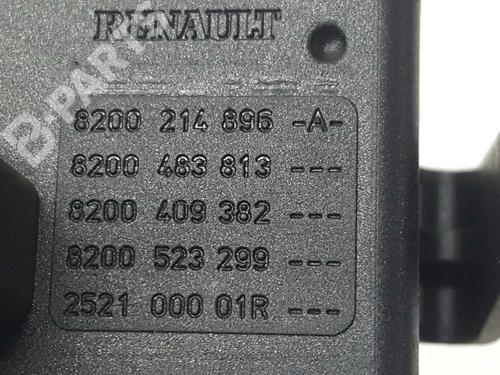 RENAULT
8200 214 896 -A-
8200 483 813 ---
8200 409 382 ---
8200 523 299 ---
2521 000 01R ---
B-PARTS